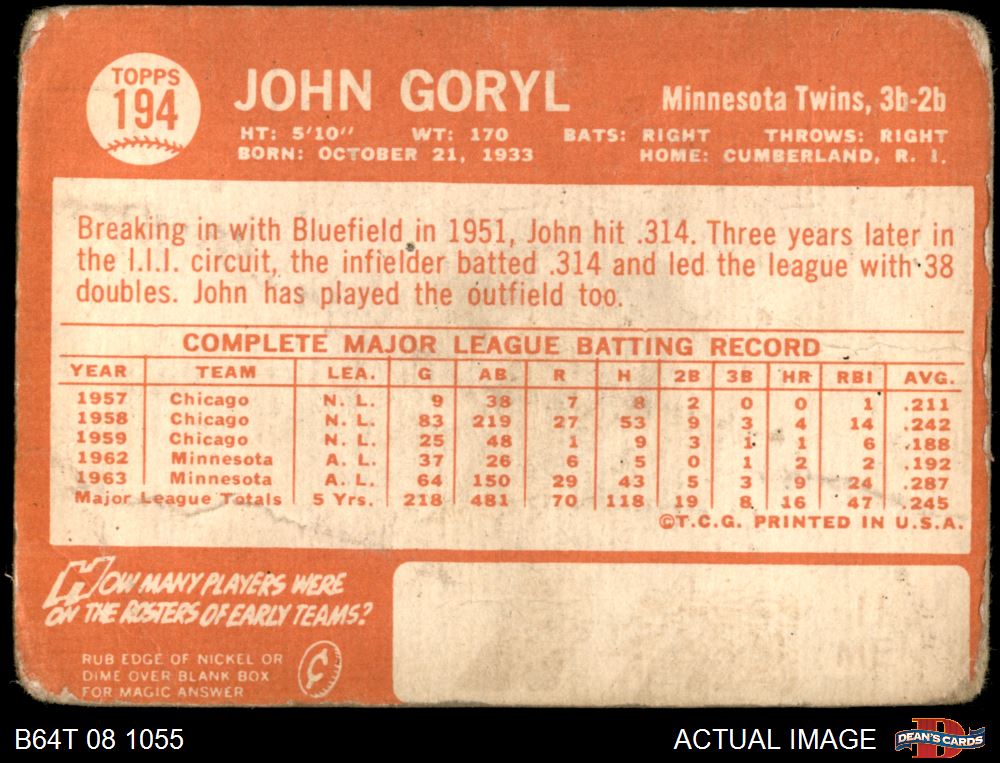 TOPPS
194
JOHN GORYL
Minnesota Twins, 3b-2b
HT: 5'10" WT: 170 BATS: RIGHT THROWS: RIGHT
BORN: OCTOBER 21, 1933 HOME: CUMBERLAND, R. I.
Breaking in with Bluefield in 1951, John hit .314. Three years later in
the I.I.I. circuit, the infielder batted .314 and led the league with 38
doubles. John has played the outfield too.
COMPLETE MAJOR LEAGUE BATTING RECORD
YEAR TEAM LEA. G AB R H 2B 3B HR RBI AVG.
1957 Chicago N. L. 9 38 7 8 2 0 0 1 .211
1958 Chicago N. L. 83 219 27 53 9 3 4 14 .242
1959 Chicago N. L. 25 48 1 9 3 1 1 6 .188
1962 Minnesota A. L. 37 26 6 5 0 1 2 2 .192
1963 Minnesota A. L. 64 150 29 43 5 3 9 24 .287
Major League Totals 5 Yrs. 218 481 70 118 19 8 16 47 .245
©T.C.G. PRINTED IN U.S.A.
HOW MANY PLAYERS WERE
ON THE ROSTERS OF EARLY TEAMS?
RUB EDGE OF NICKEL OR
DIME OVER BLANK BOX
FOR MAGIC ANSWER
¢
B64T 08 1055
ACTUAL IMAGE
DEAN'S CARDS